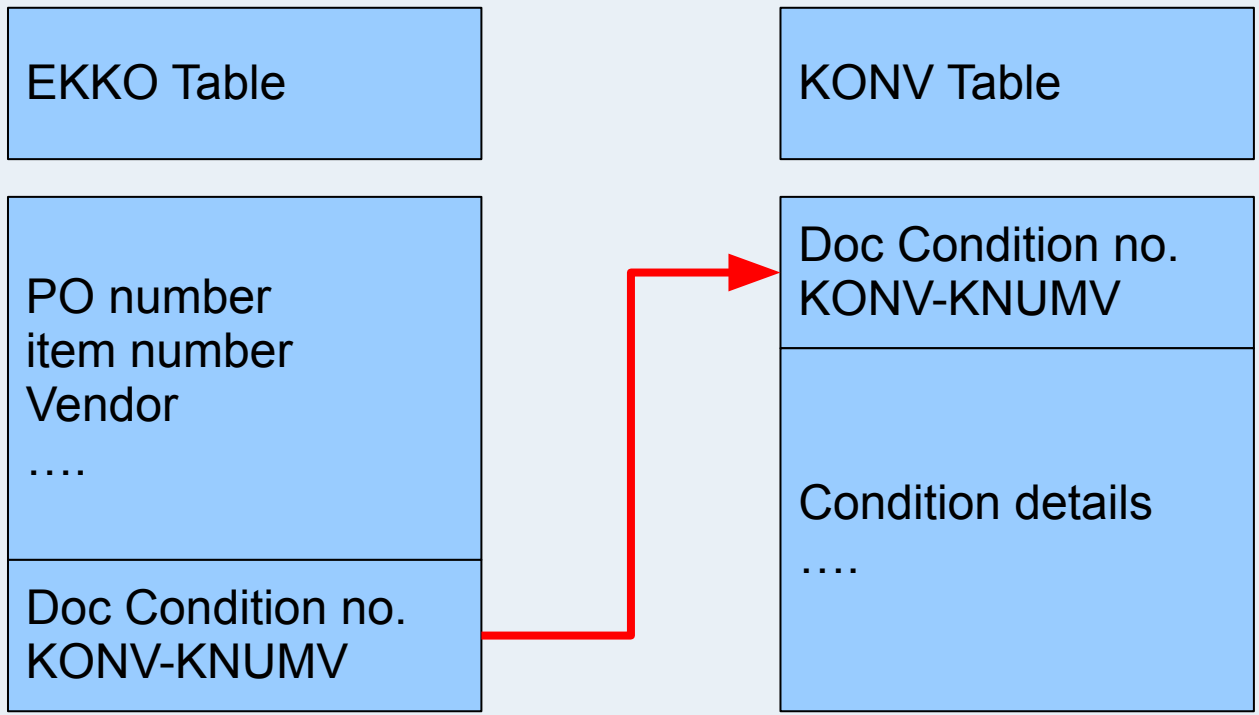 EKKO Table
PO number
item number
Vendor
….
Doc Condition no.
KONV-KNUMV
KONV Table
Doc Condition no.
KONV-KNUMV
Condition details
….